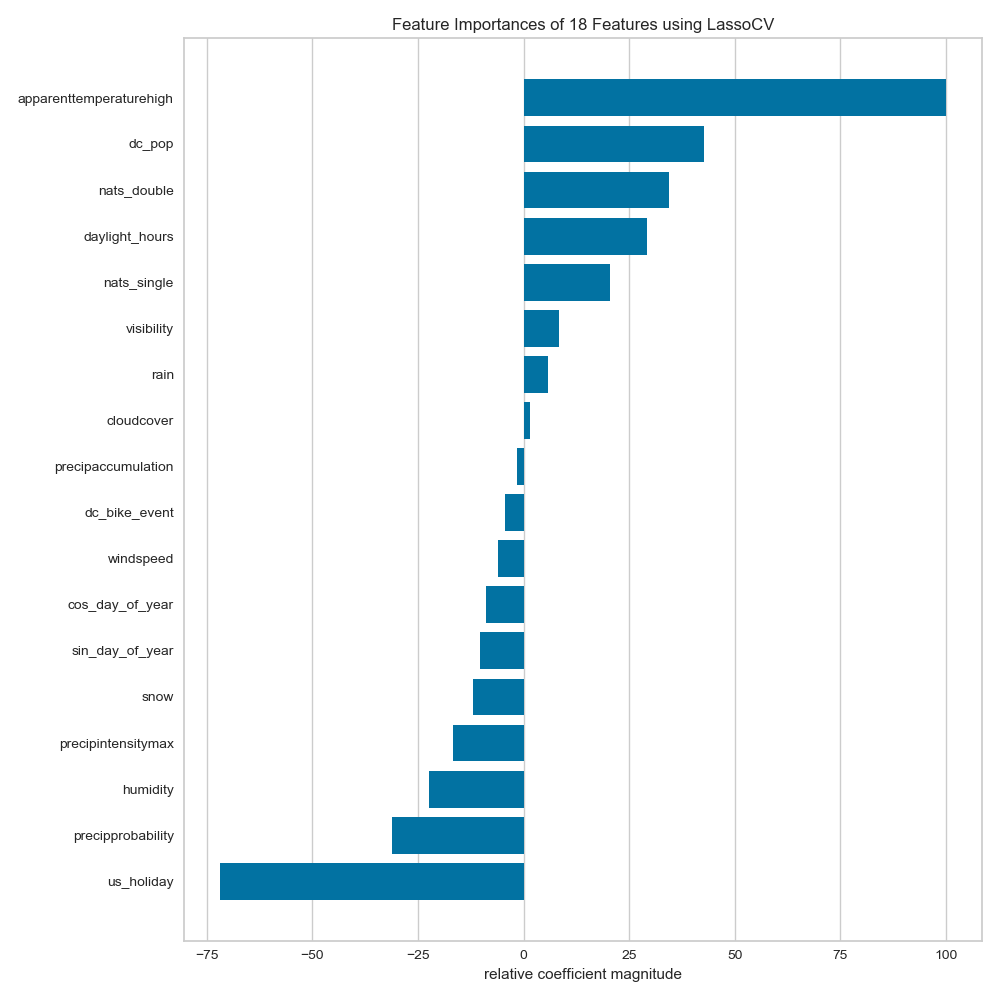 Feature Importances of 18 Features using LassoCV
apparenttemperaturehigh
dc_pop
nats_double
daylight_hours
nats_single
visibility
rain
cloudcover
precipaccumulation
dc_bike_event
windspeed
cos_day_of_year
sin_day_of_year
snow
precipintensitymax
humidity
precipprobability
us_holiday
−75 −50 −25 0 25 50 75 100
relative coefficient magnitude